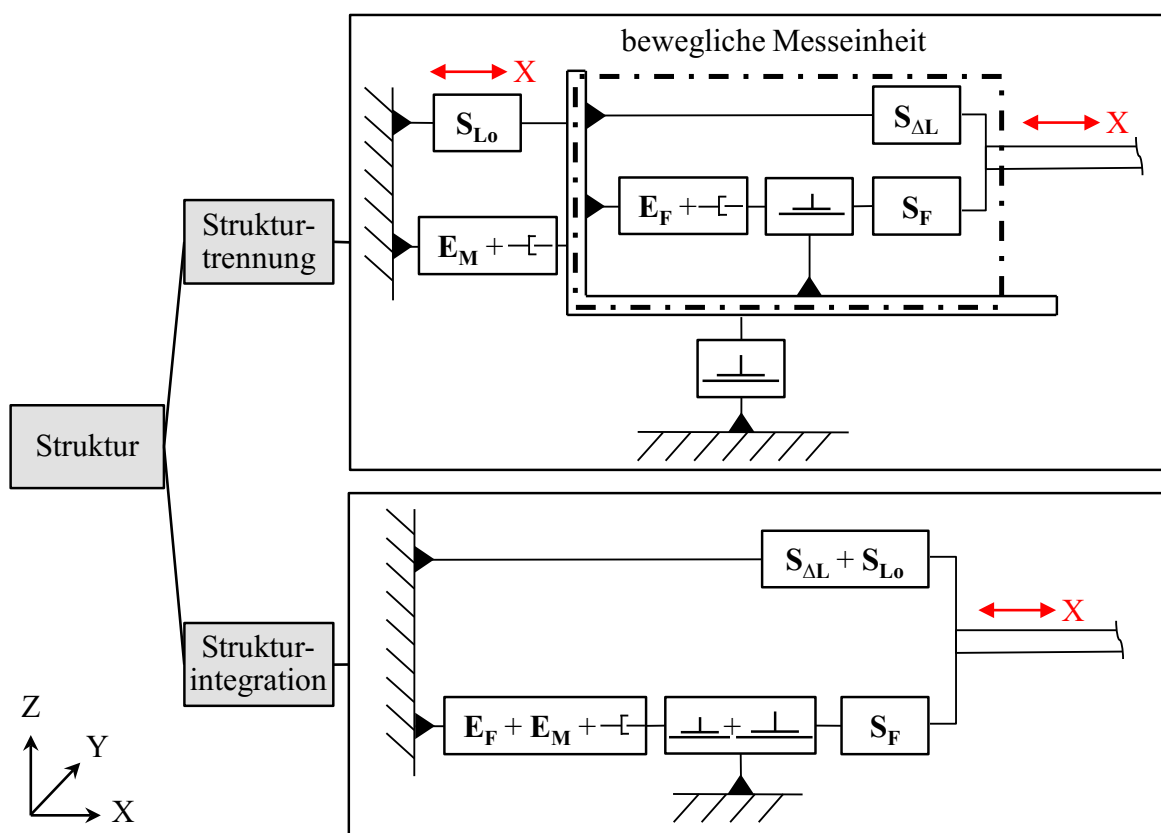 bewegliche Messeinheit
X
S_Lo
S_ΔL
X
E_F +
S_F
E_M +
Struktur-
trennung
Struktur
S_ΔL + S_Lo
X
Struktur-
integration
E_F + E_M +
+
S_F
Z
Y
X